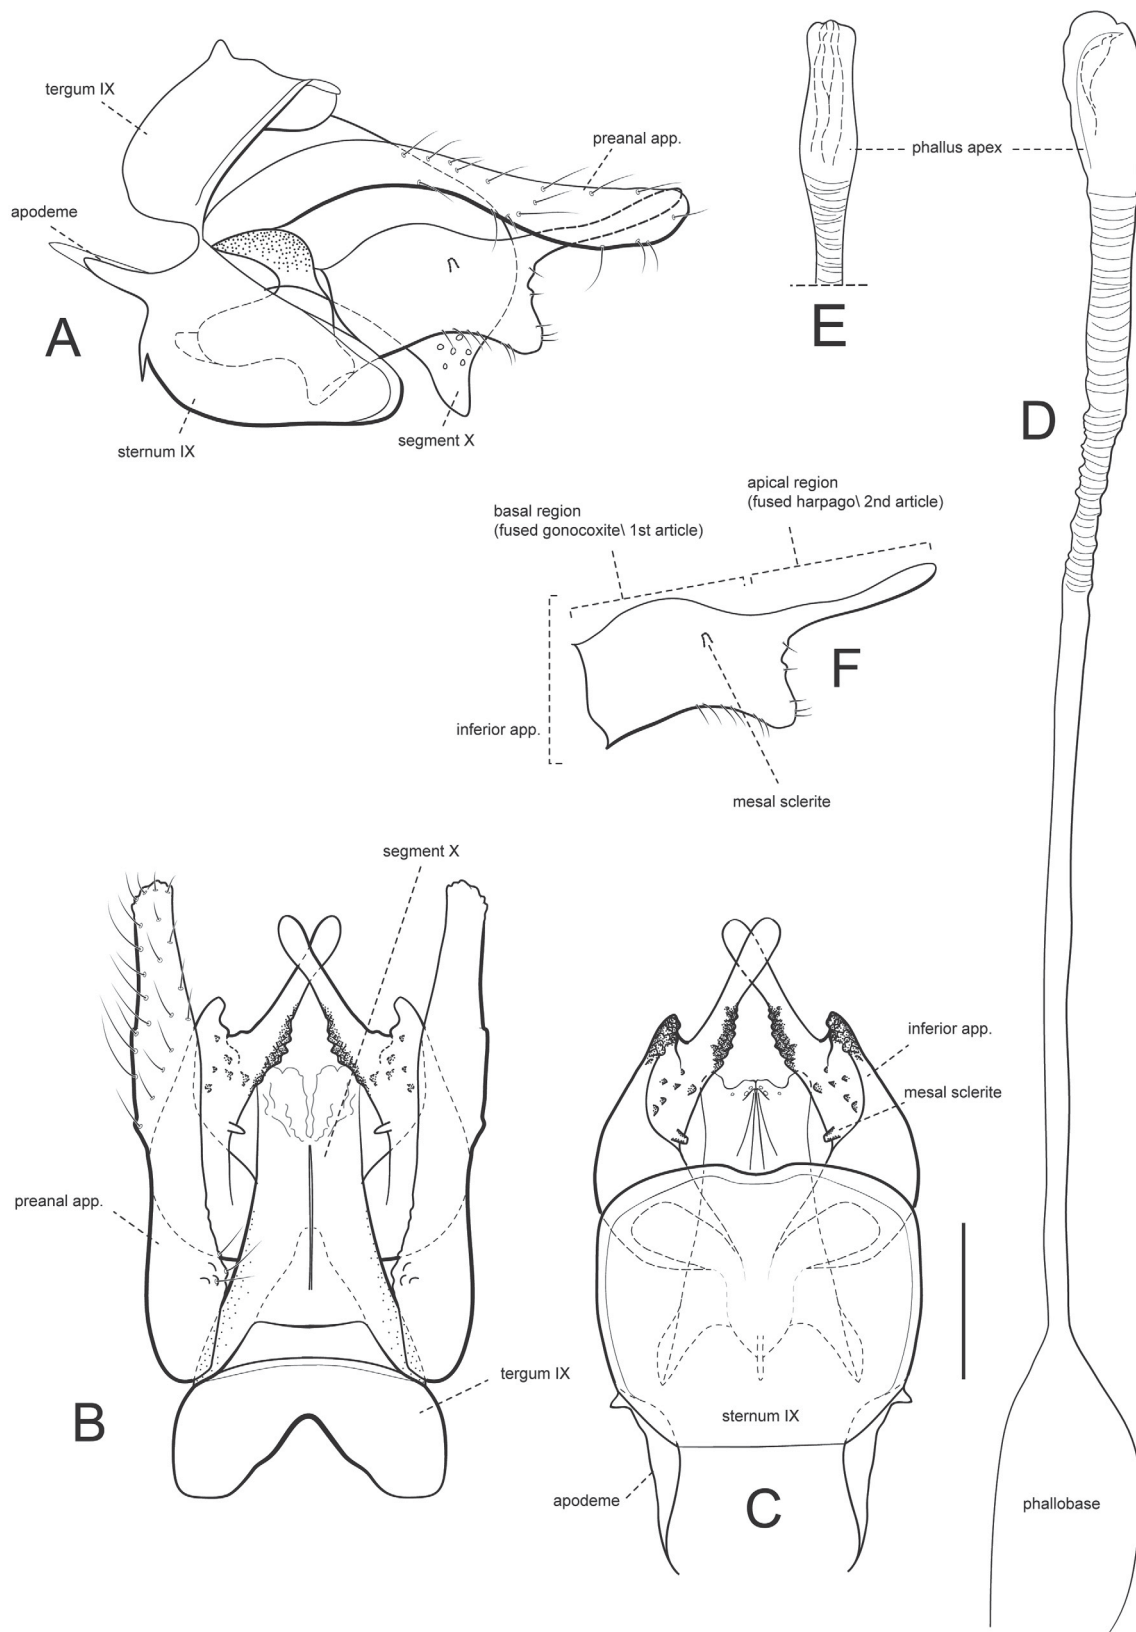 tergum IX
preanal app.
apodeme
A
sternum IX
segment X
E
phallus apex
D
apical region
(fused harpago\ 2nd article)
basal region
(fused gonocoxite\ 1st article)
F
inferior app.
mesal sclerite
segment X
preanal app.
tergum IX
B
inferior app.
mesal sclerite
sternum IX
apodeme
C
phallobase